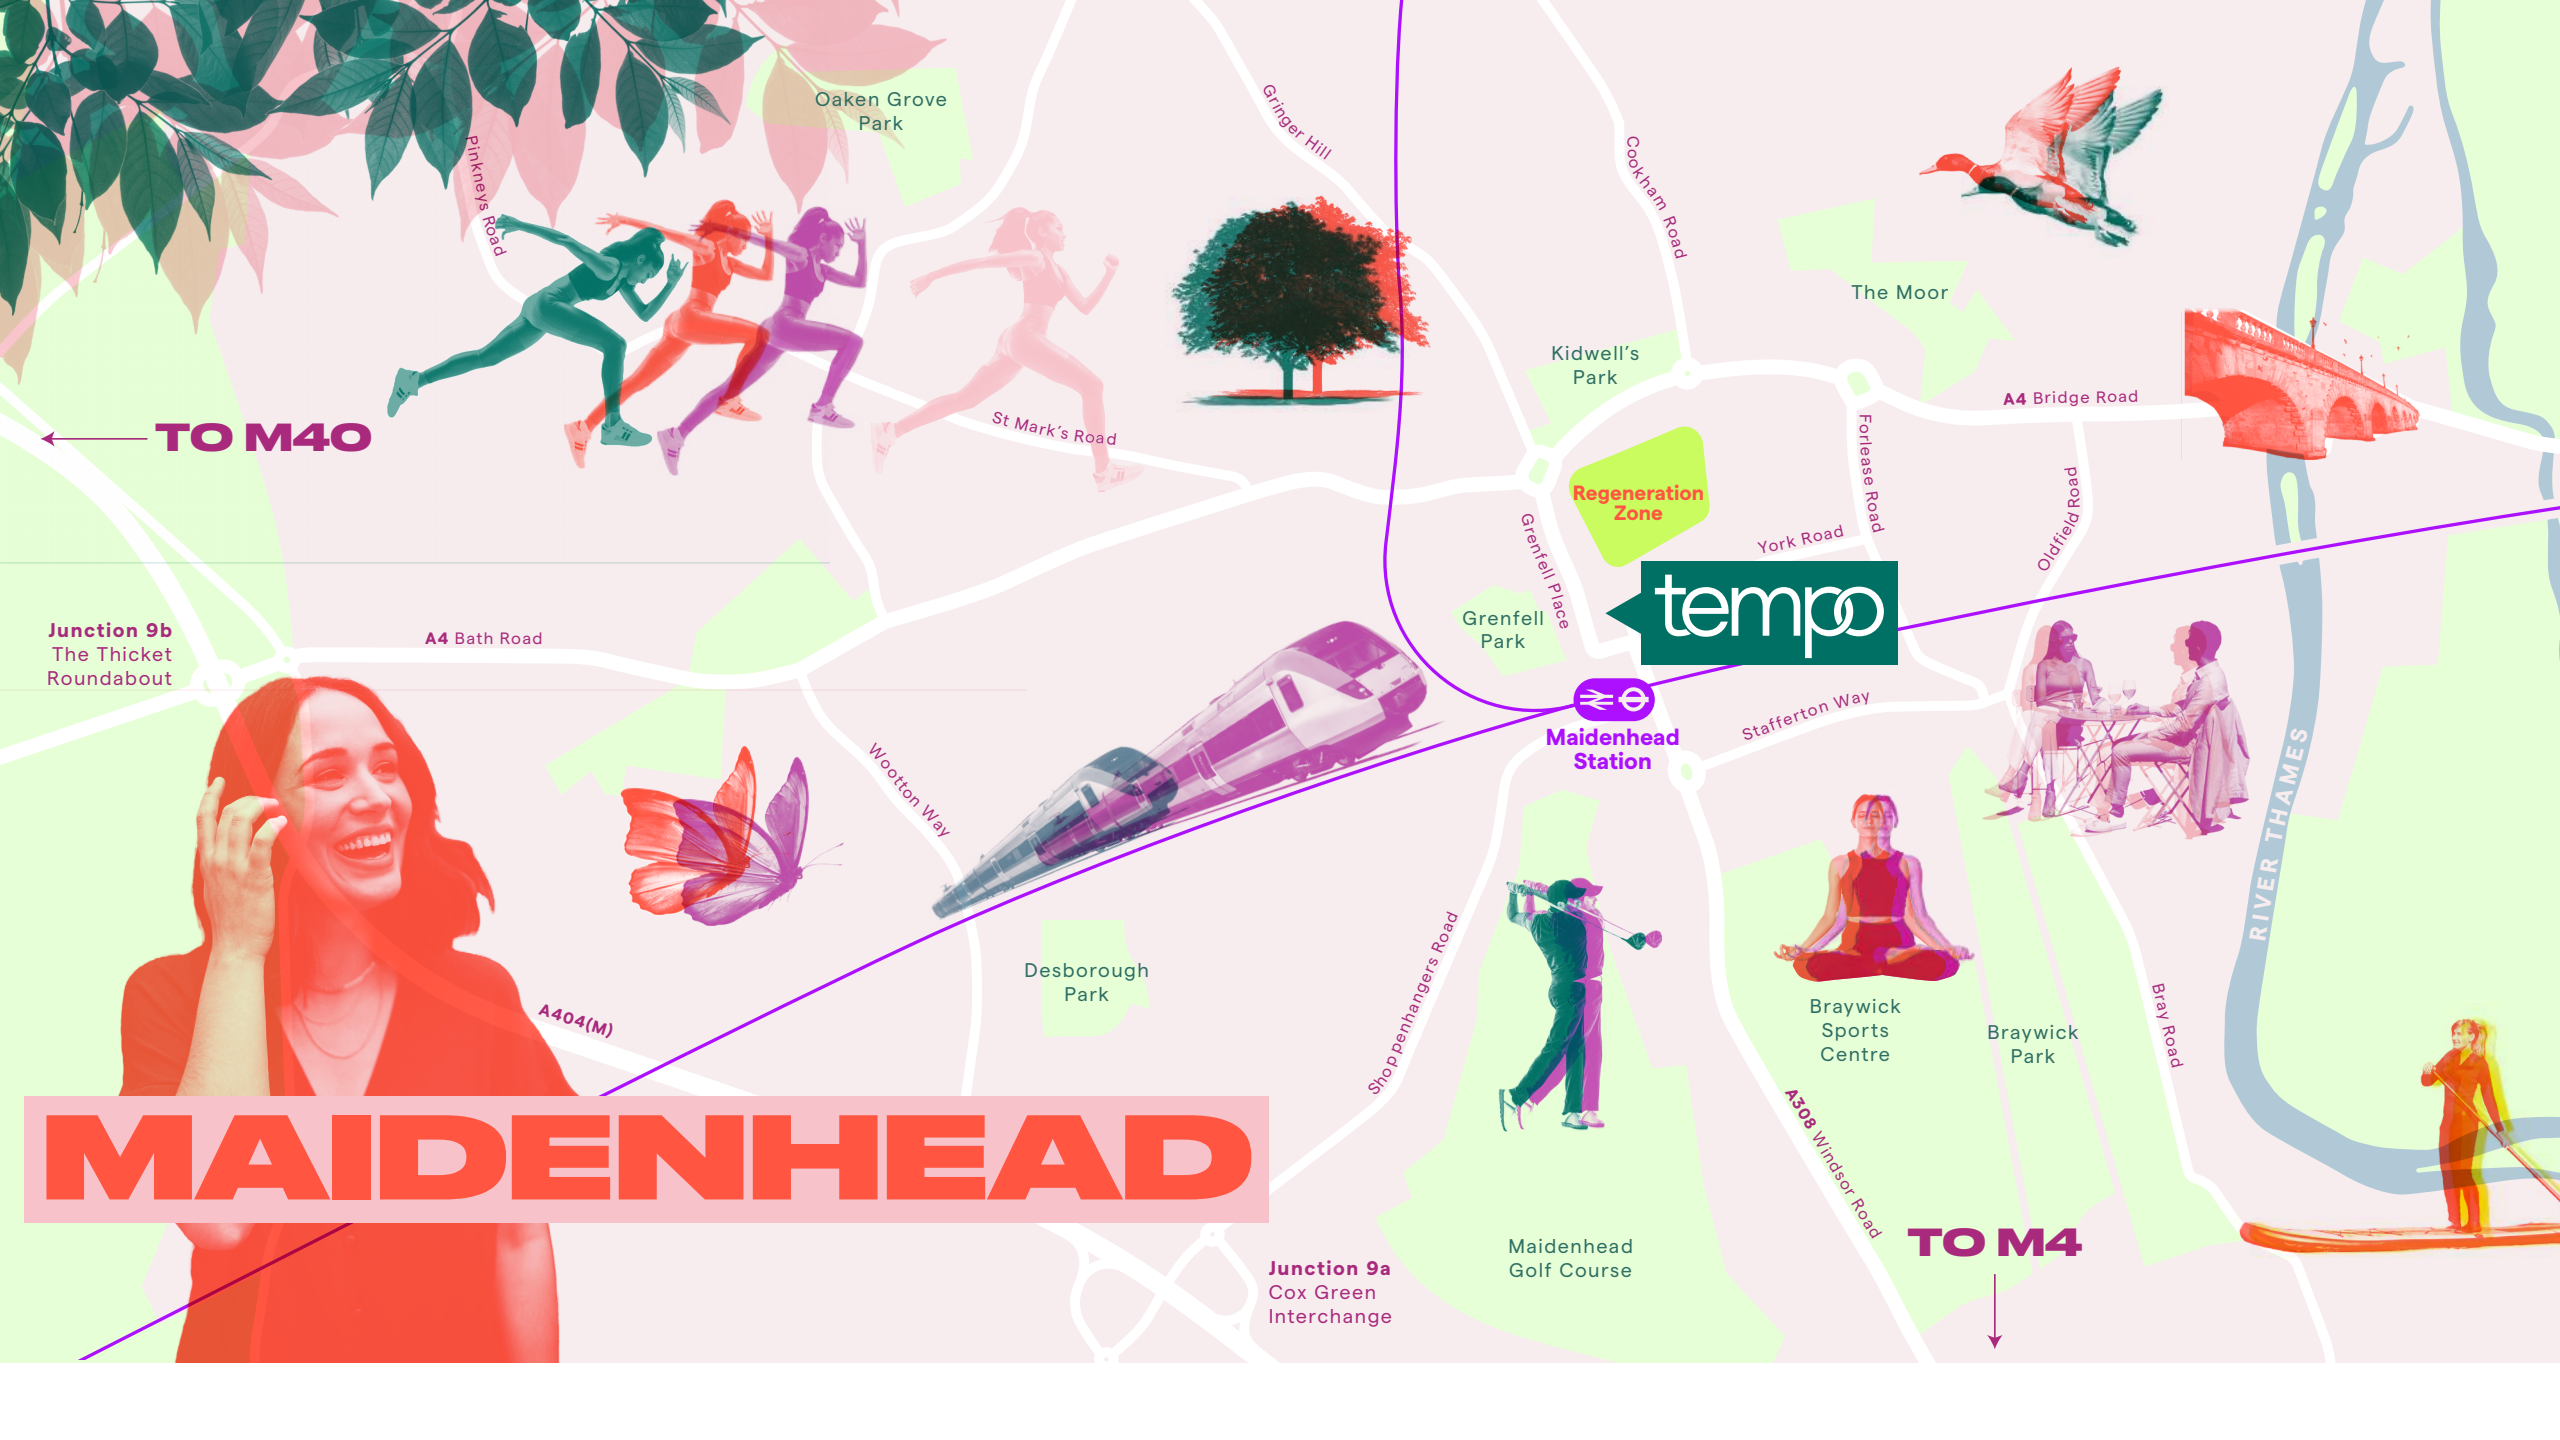 Oaken Grove
Park
Pinkneys Road
Gringer Hill
Cookham Road
The Moor
Kidwell's
Park
A4 Bridge Road
TO M40
St Mark's Road
Regeneration
Zone
Forlease Road
Oldfield Road
York Road
Grenfell Place
tempo
Grenfell
Park
Junction 9b
The Thicket
Roundabout
A4 Bath Road
Maidenhead
Station
Stafferton Way
Wootton Way
RIVER THAMES
Desborough
Park
Shoppenhangers Road
A404(M)
Braywick
Sports
Centre
Braywick
Park
Bray Road
A308 Windsor Road
MAIDENHEAD
Maidenhead
Golf Course
TO M4
Junction 9a
Cox Green
Interchange